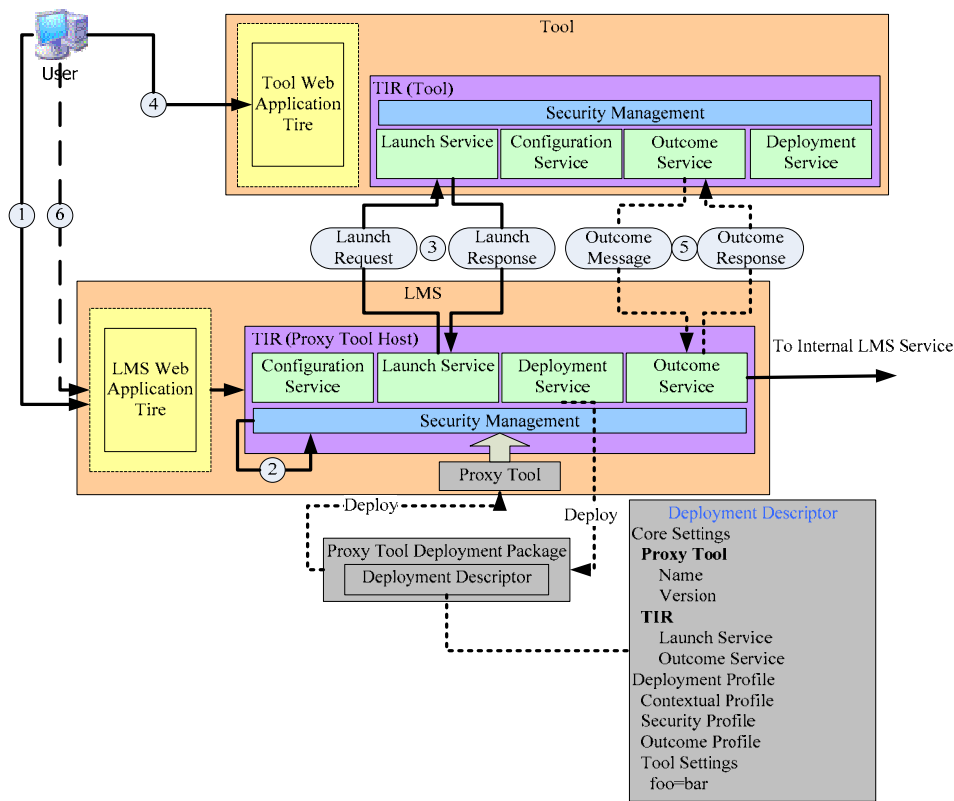 Tool
User
Tool Web
Application
Tire
TIR (Tool)
Security Management
Launch Service
Configuration
Service
Outcome
Service
Deployment
Service
4
1
6
Launch
Request
3
Launch
Response
Outcome
Message
5
Outcome
Response
LMS
TIR (Proxy Tool Host)
LMS Web
Application
Tire
Configuration
Service
Launch Service
Deployment
Service
Outcome
Service
To Internal LMS Service
Security Management
2
Proxy Tool
Deploy
Deploy
Proxy Tool Deployment Package
Deployment Descriptor
Deployment Descriptor
Core Settings
Proxy Tool
Name
Version
TIR
Launch Service
Outcome Service
Deployment Profile
Contextual Profile
Security Profile
Outcome Profile
Tool Settings
foo=bar